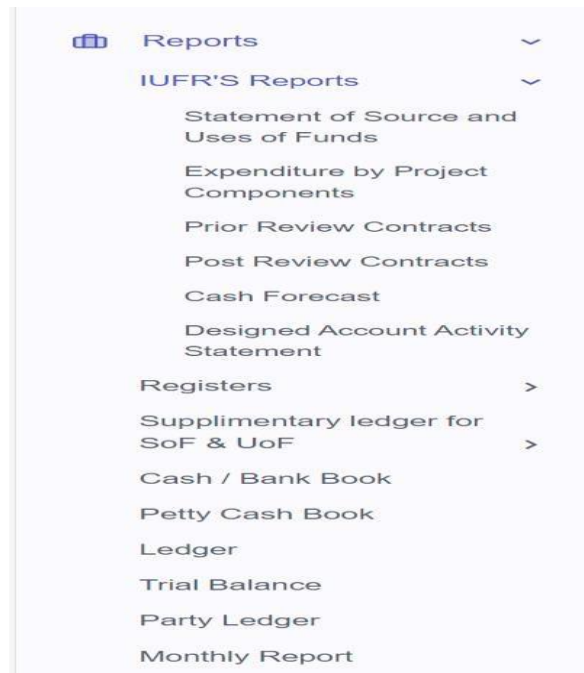 Reports
IUFR'S Reports
Statement of Source and
Uses of Funds
Expenditure by Project
Components
Prior Review Contracts
Post Review Contracts
Cash Forecast
Designed Account Activity
Statement
Registers
Supplimentary ledger for
SoF & UoF
Cash / Bank Book
Petty Cash Book
Ledger
Trial Balance
Party Ledger
Monthly Report